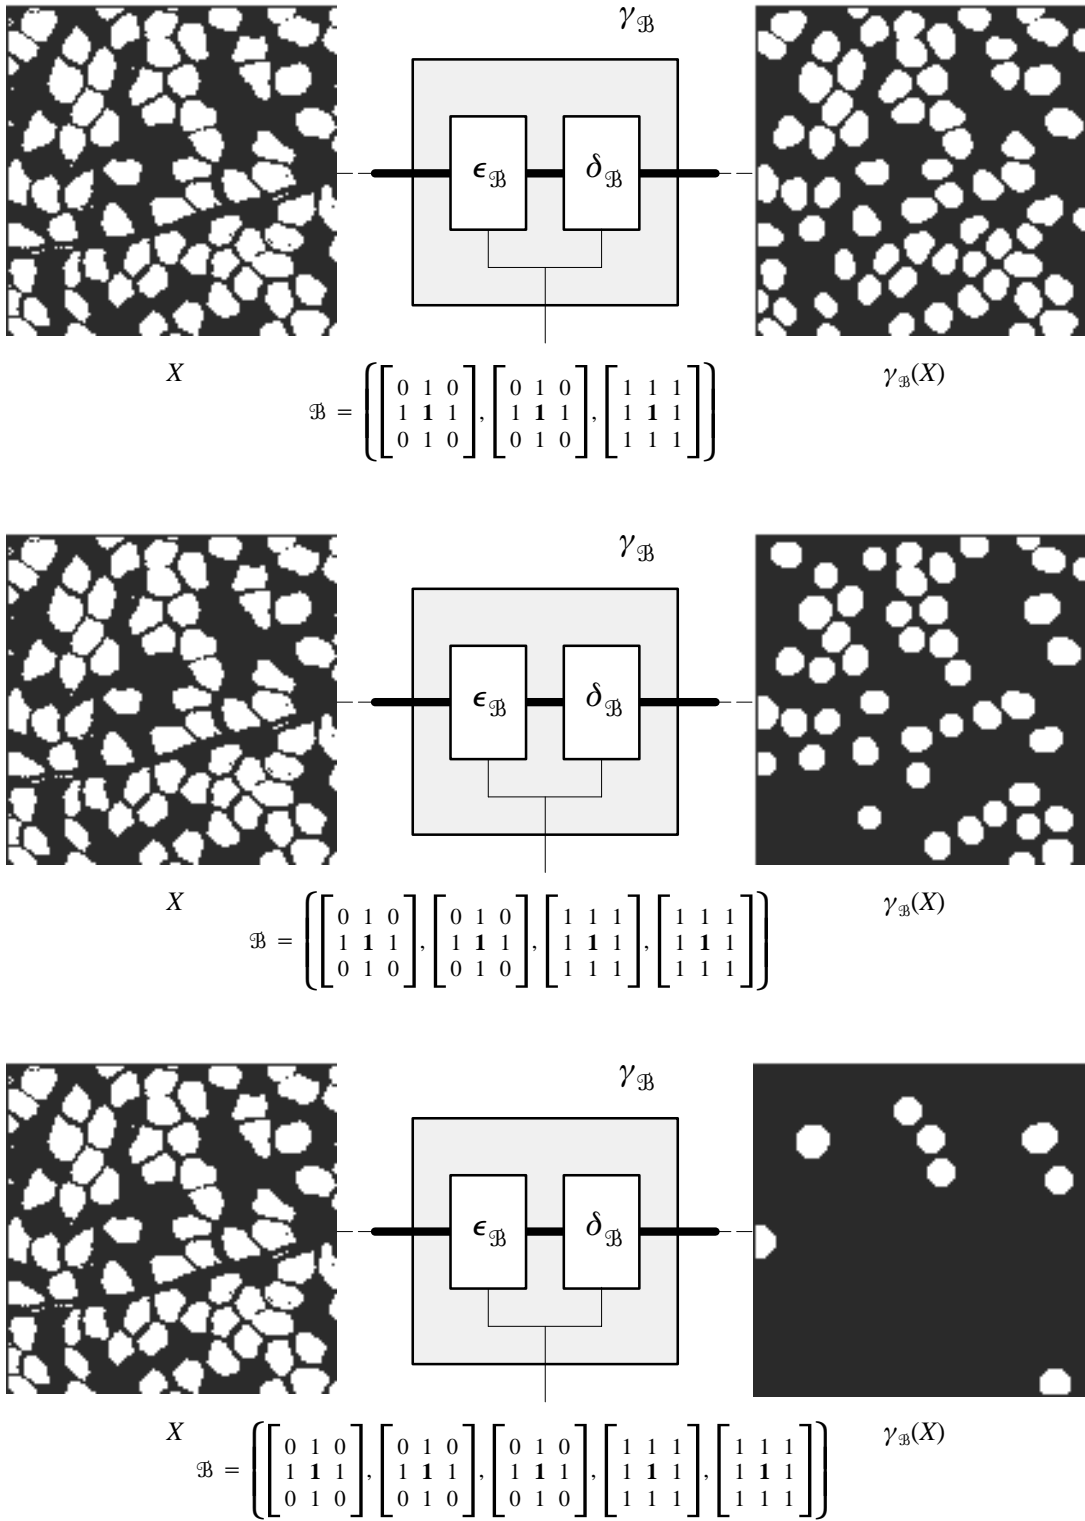 γ𝔅
ϵ𝔅 δ𝔅
X γ𝔅(X)
𝔅 = { [ 0 1 0 ; 1 1 1 ; 0 1 0 ], [ 0 1 0 ; 1 1 1 ; 0 1 0 ], [ 1 1 1 ; 1 1 1 ; 1 1 1 ] }
γ𝔅
ϵ𝔅 δ𝔅
X γ𝔅(X)
𝔅 = { [ 0 1 0 ; 1 1 1 ; 0 1 0 ], [ 0 1 0 ; 1 1 1 ; 0 1 0 ], [ 1 1 1 ; 1 1 1 ; 1 1 1 ], [ 1 1 1 ; 1 1 1 ; 1 1 1 ] }
γ𝔅
ϵ𝔅 δ𝔅
X γ𝔅(X)
𝔅 = { [ 0 1 0 ; 1 1 1 ; 0 1 0 ], [ 0 1 0 ; 1 1 1 ; 0 1 0 ], [ 0 1 0 ; 1 1 1 ; 0 1 0 ], [ 1 1 1 ; 1 1 1 ; 1 1 1 ], [ 1 1 1 ; 1 1 1 ; 1 1 1 ] }